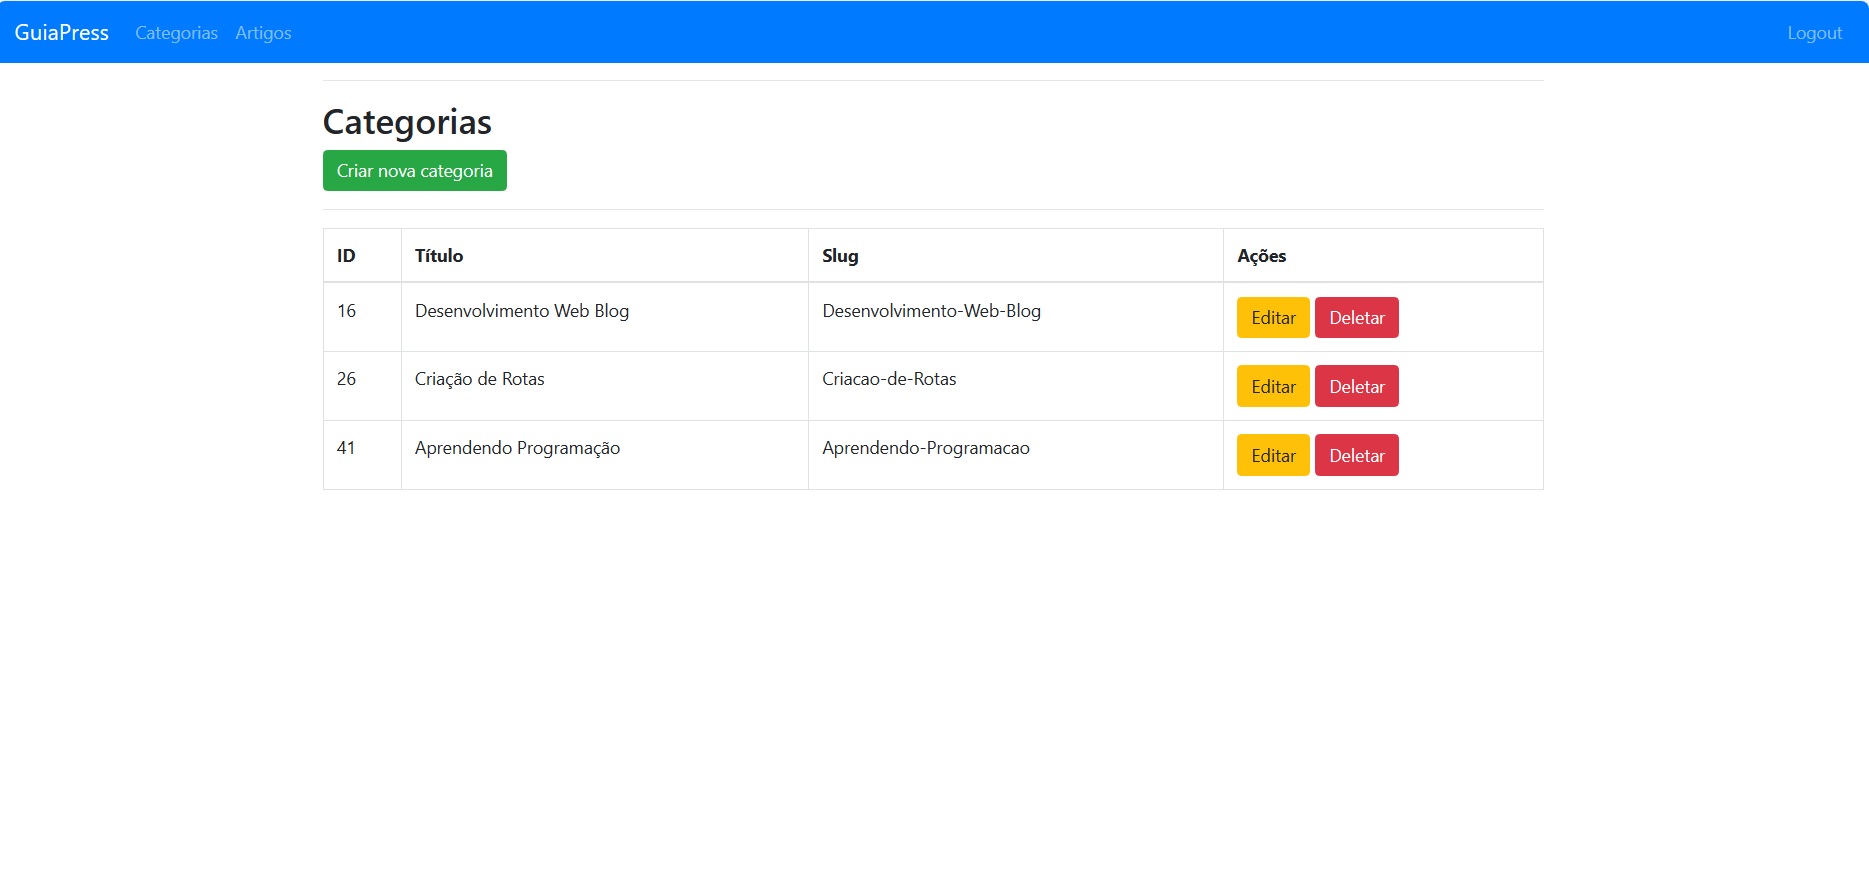 GuiaPress Categorias Artigos Logout
Categorias
Criar nova categoria
ID Título Slug Ações
16 Desenvolvimento Web Blog Desenvolvimento-Web-Blog Editar Deletar
26 Criação de Rotas Criacao-de-Rotas Editar Deletar
41 Aprendendo Programação Aprendendo-Programacao Editar Deletar